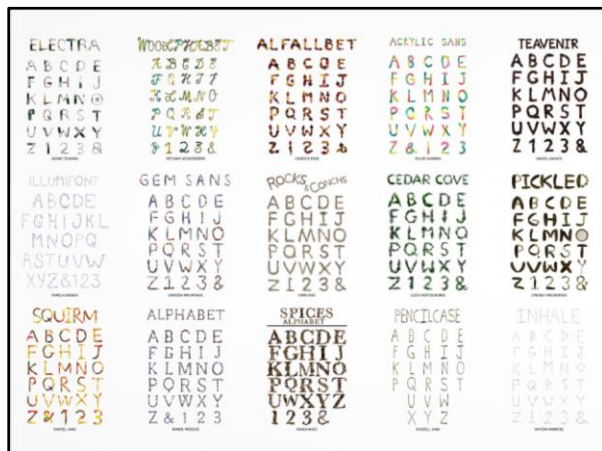 ELECTRA
ABCDE
FGHIJ
KLMNO
PQRST
UVWXY
Z123&
WOODLPHABET
ABCDE
FGHIJ
KLMNO
PQRST
UVWXY
Z123&
ALFALLBET
ABCDE
FGHIJ
KLMNO
PQRST
UVWXY
Z123&
ACRYLIC SANS
ABCDE
FGHIJ
KLMNO
PQRST
UVWXY
Z&123
TEAVENIR
ABCDE
FGHIJ
KLMNO
PQRST
UVWXY
Z123&
ILLUMIFONT
ABCDE
FGHIJKL
MNOPQ
RSTUVW
XYZ&123
GEM SANS
ABCDE
FGHIJ
KLMNO
PQRST
UVWXY
Z123&
ROCKS & CONCHS
ABCDE
FGHIJ
KLMNO
PQRST
UVWXY
Z123&
CEDAR COVE
ABCDE
FGHIJ
KLMNO
PQRST
UVWXY
Z123&
PICKLED
ABCDE
FGHIJ
KLMNO
PQRST
UVWXY
Z123&
SQUIRM
ABCDE
FGHIJ
KLMNO
PQRST
UVWXY
Z&123
ALPHABET
ABCDE
FGHIJ
KLMNO
PQRST
UVWXY
Z&123
SPICES
ALPHABET
ABCDE
FGHIJ
KLMNO
PQRST
UVWXYZ
123&
PENCILCASE
ABCDE
FGHIJ
KLMNO
PQRST
UVW
XYZ
INHALE
ABCDE
FGHIJ
KLMNO
PQRST
UVWXY
Z123&